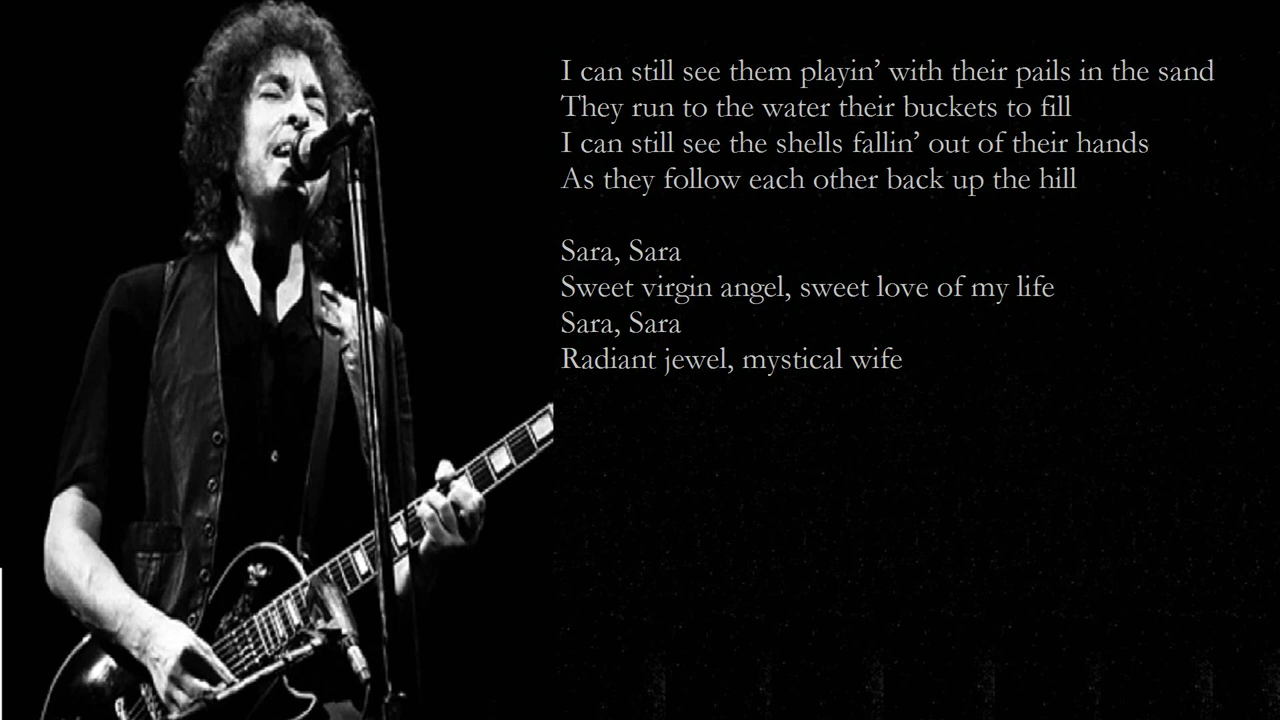 I can still see them playin’ with their pails in the sand
They run to the water their buckets to fill
I can still see the shells fallin’ out of their hands
As they follow each other back up the hill
Sara, Sara
Sweet virgin angel, sweet love of my life
Sara, Sara
Radiant jewel, mystical wife